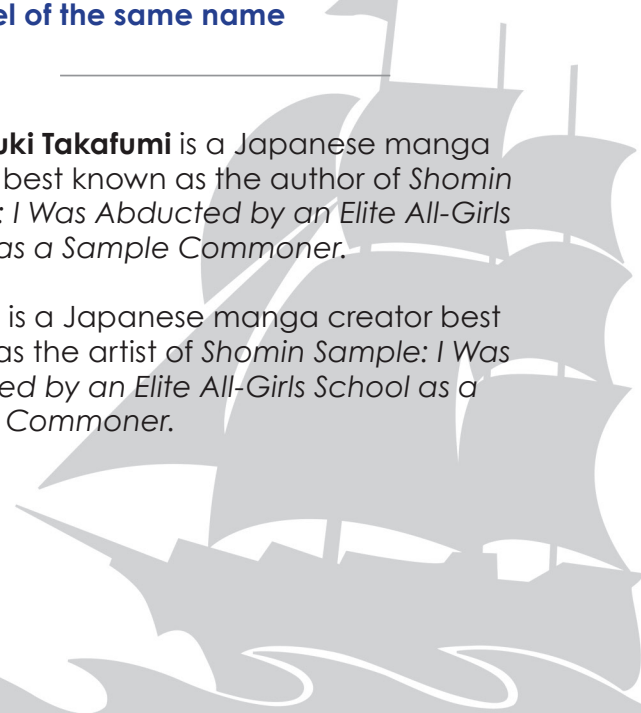 el of the same name
uki Takafumi is a Japanese manga
best known as the author of Shomin
: I Was Abducted by an Elite All-Girls
as a Sample Commoner.
is a Japanese manga creator best
as the artist of Shomin Sample: I Was
ed by an Elite All-Girls School as a
Commoner.